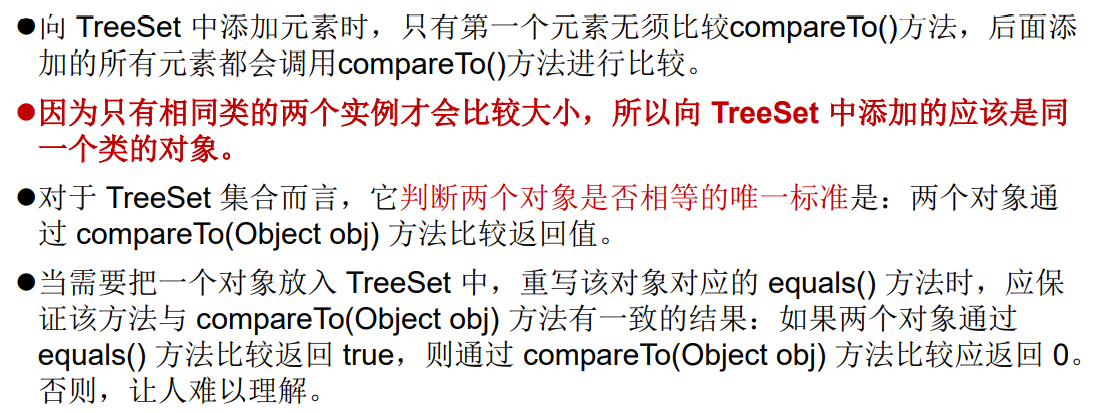 ●向 TreeSet 中添加元素时，只有第一个元素无须比较compareTo()方法，后面添
加的所有元素都会调用compareTo()方法进行比较。
●因为只有相同类的两个实例才会比较大小，所以向 TreeSet 中添加的应该是同
一个类的对象。
●对于 TreeSet 集合而言，它判断两个对象是否相等的唯一标准是：两个对象通
过 compareTo(Object obj) 方法比较返回值。
●当需要把一个对象放入 TreeSet 中，重写该对象对应的 equals() 方法时，应保
证该方法与 compareTo(Object obj) 方法有一致的结果：如果两个对象通过
equals() 方法比较返回 true，则通过 compareTo(Object obj) 方法比较应返回 0。
否则，让人难以理解。